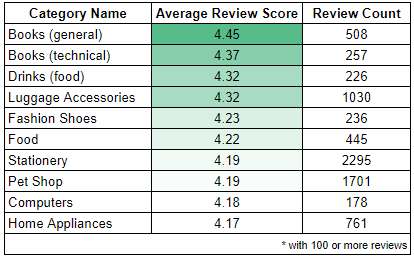 Category Name Average Review Score Review Count
Books (general) 4.45 508
Books (technical) 4.37 257
Drinks (food) 4.32 226
Luggage Accessories 4.32 1030
Fashion Shoes 4.23 236
Food 4.22 445
Stationery 4.19 2295
Pet Shop 4.19 1701
Computers 4.18 178
Home Appliances 4.17 761
* with 100 or more reviews